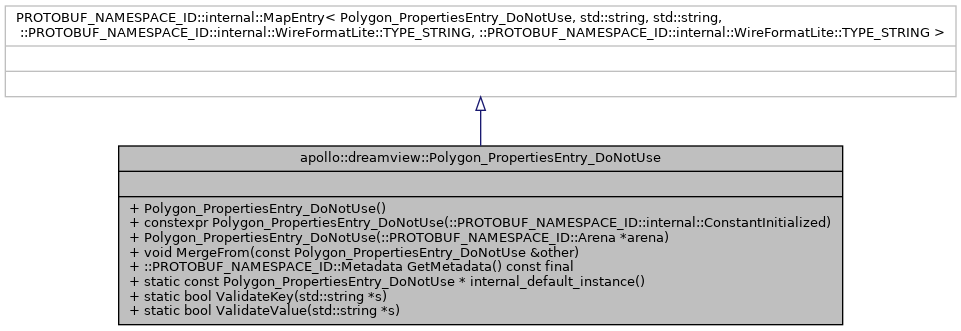 PROTOBUF_NAMESPACE_ID::internal::MapEntry< Polygon_PropertiesEntry_DoNotUse, std::string, std::string,
::PROTOBUF_NAMESPACE_ID::internal::WireFormatLite::TYPE_STRING, ::PROTOBUF_NAMESPACE_ID::internal::WireFormatLite::TYPE_STRING >
apollo::dreamview::Polygon_PropertiesEntry_DoNotUse
+ Polygon_PropertiesEntry_DoNotUse()
+ constexpr Polygon_PropertiesEntry_DoNotUse(::PROTOBUF_NAMESPACE_ID::internal::ConstantInitialized)
+ Polygon_PropertiesEntry_DoNotUse(::PROTOBUF_NAMESPACE_ID::Arena *arena)
+ void MergeFrom(const Polygon_PropertiesEntry_DoNotUse &other)
+ ::PROTOBUF_NAMESPACE_ID::Metadata GetMetadata() const final
+ static const Polygon_PropertiesEntry_DoNotUse * internal_default_instance()
+ static bool ValidateKey(std::string *s)
+ static bool ValidateValue(std::string *s)